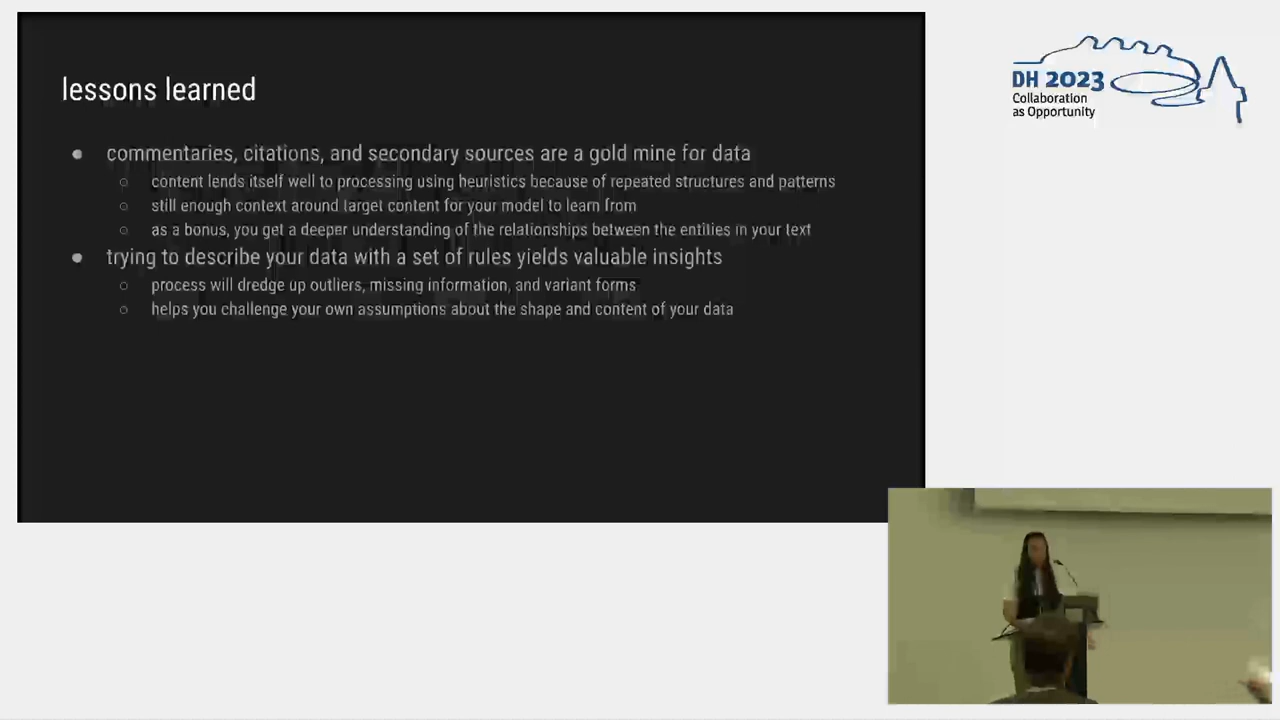 lessons learned
commentaries, citations, and secondary sources are a gold mine for data
content lends itself well to processing using heuristics because of repeated structures and patterns
still enough context around target content for your model to learn from
as a bonus, you get a deeper understanding of the relationships between the entities in your text
trying to describe your data with a set of rules yields valuable insights
process will dredge up outliers, missing information, and variant forms
helps you challenge your own assumptions about the shape and content of your data
DH 2023
Collaboration
as Opportunity